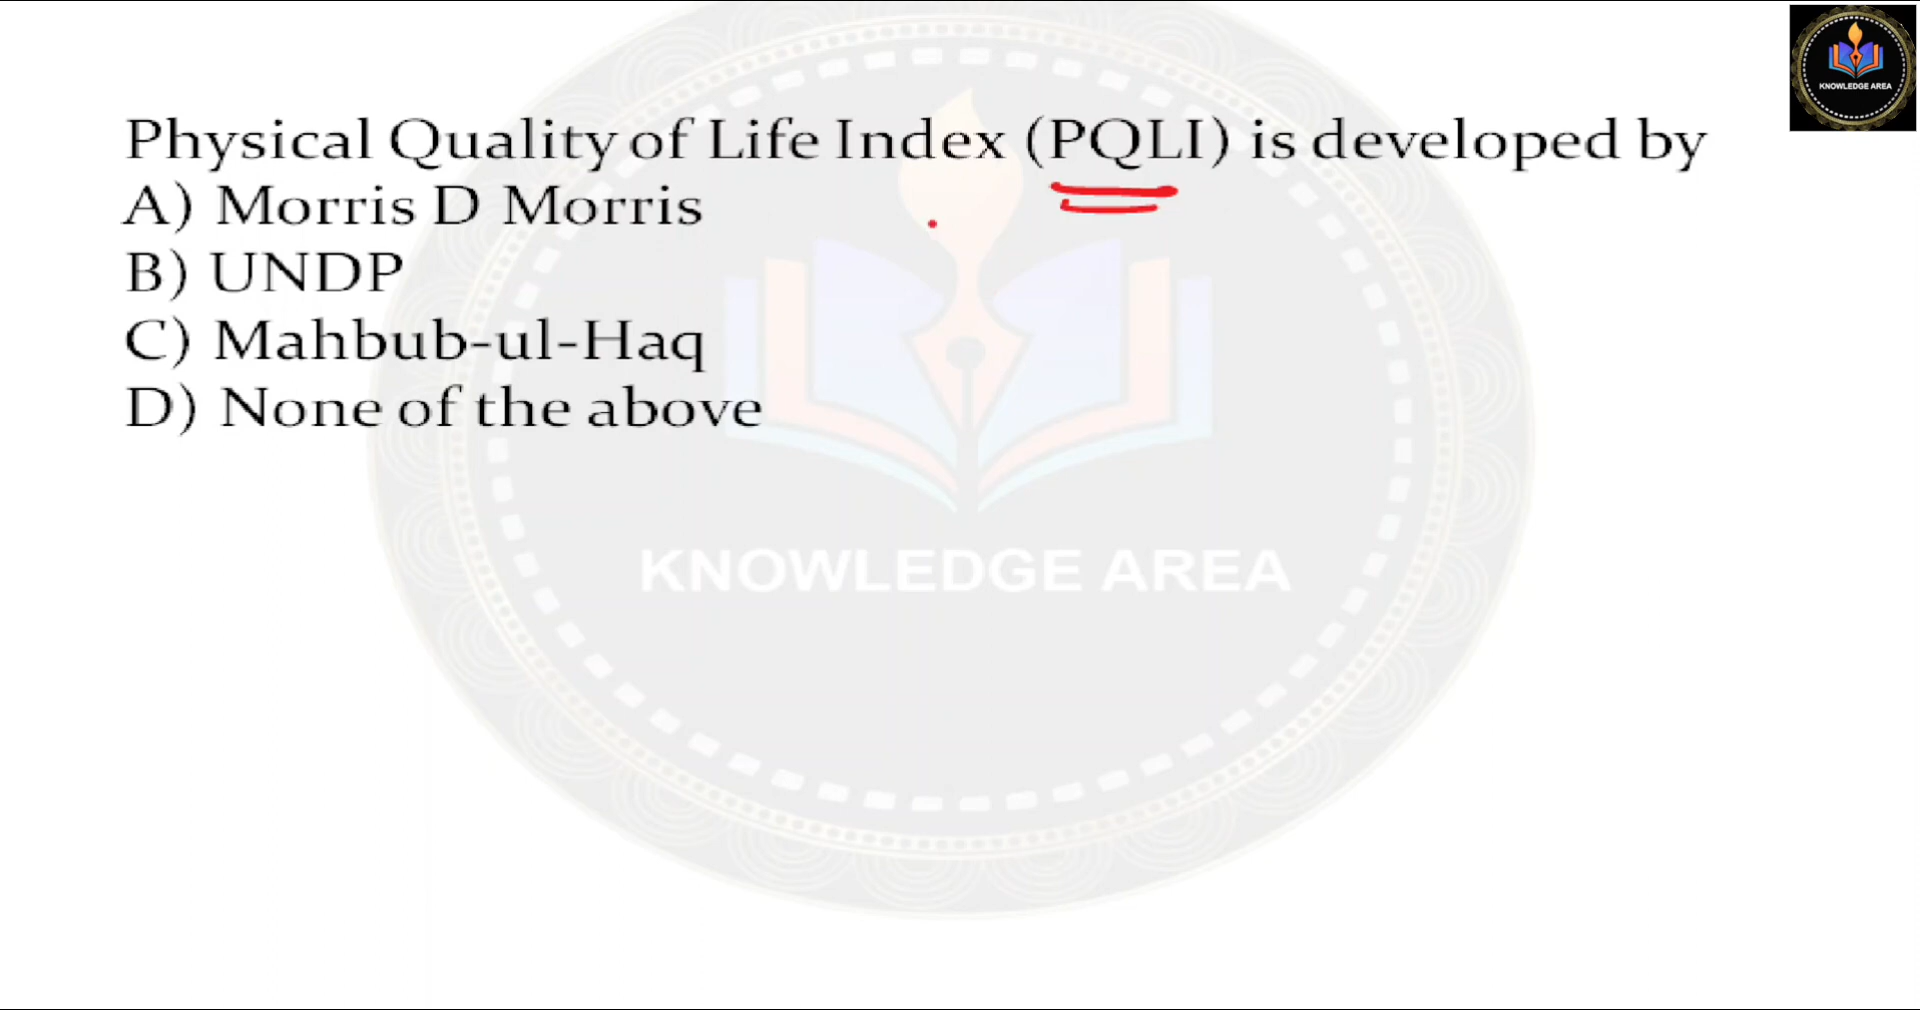 KNOWLEDGE AREA
Physical Quality of Life Index (PQLI) is developed by
A) Morris D Morris
B) UNDP
C) Mahbub-ul-Haq
D) None of the above
KNOWLEDGE AREA